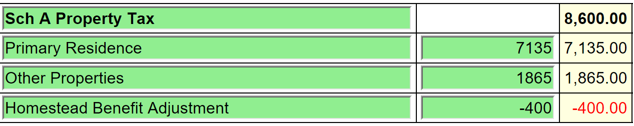 Sch A Property Tax 8,600.00
Primary Residence 7135 7,135.00
Other Properties 1865 1,865.00
Homestead Benefit Adjustment -400 -400.00